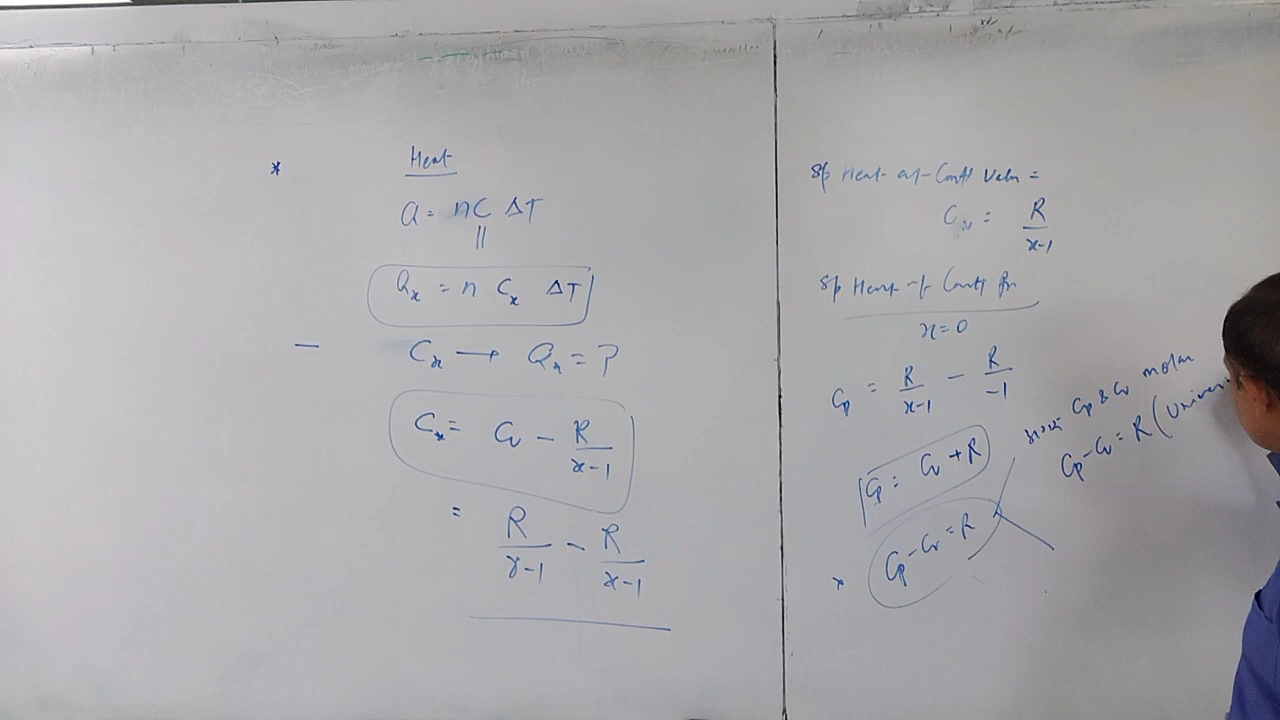 *
Heat
Q = nC ΔT
||
Qx = n Cx ΔT
— Cx → Qx = ?
Cx = Cv - R/(x-1)
= R/(γ-1) - R/(x-1)
Sp Heat at Const Volm =
Cv = R/(γ-1)
Sp Heat at Const Pr
x = 0
Cp = R/(γ-1) - R/-1
Cp = Cv + R
* Cp - Cv = R
Cp & Cv molar
Cp - Cv = R (Univer